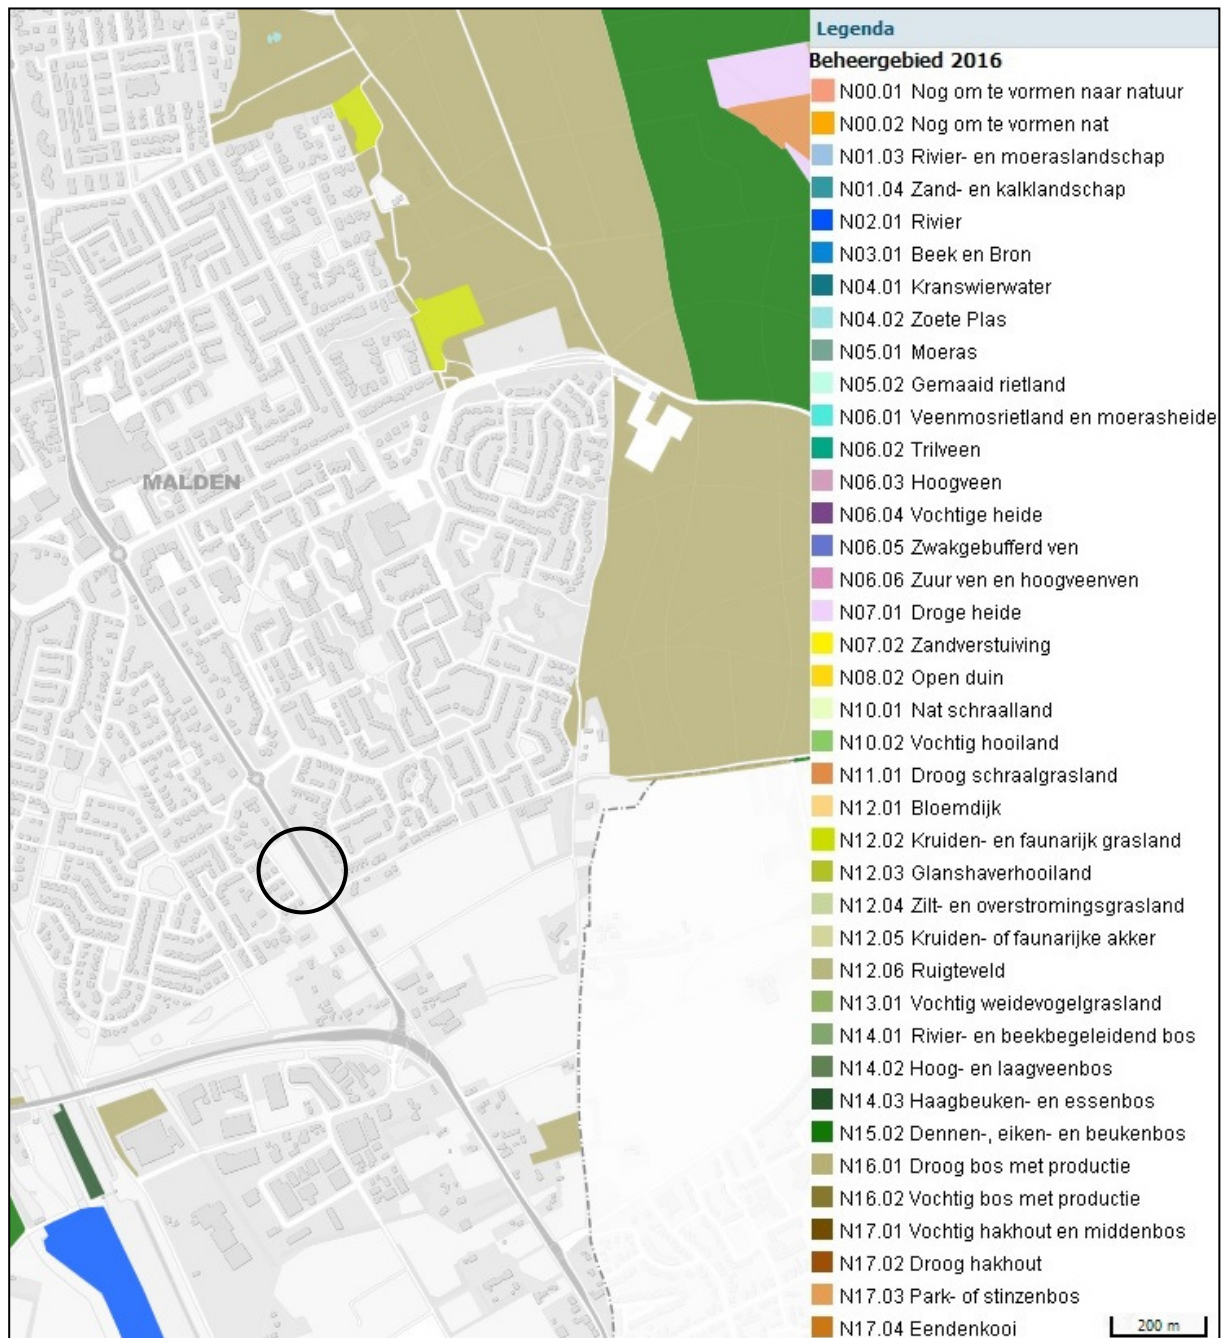 MALDEN
Legenda
Beheergebied 2016
N00.01 Nog om te vormen naar natuur
N00.02 Nog om te vormen nat
N01.03 Rivier- en moeraslandschap
N01.04 Zand- en kalklandschap
N02.01 Rivier
N03.01 Beek en Bron
N04.01 Kranswierwater
N04.02 Zoete Plas
N05.01 Moeras
N05.02 Gemaaid rietland
N06.01 Veenmosrietland en moerasheide
N06.02 Trilveen
N06.03 Hoogveen
N06.04 Vochtige heide
N06.05 Zwakgebufferd ven
N06.06 Zuur ven en hoogveenven
N07.01 Droge heide
N07.02 Zandverstuiving
N08.02 Open duin
N10.01 Nat schraalland
N10.02 Vochtig hooiland
N11.01 Droog schraalgrasland
N12.01 Bloemdijk
N12.02 Kruiden- en faunarijk grasland
N12.03 Glanshaverhooiland
N12.04 Zilt- en overstromingsgrasland
N12.05 Kruiden- of faunarijke akker
N12.06 Ruigteveld
N13.01 Vochtig weidevogelgrasland
N14.01 Rivier- en beekbegeleidend bos
N14.02 Hoog- en laagveenbos
N14.03 Haagbeuken- en essenbos
N15.02 Dennen-, eiken- en beukenbos
N16.01 Droog bos met productie
N16.02 Vochtig bos met productie
N17.01 Vochtig hakhout en middenbos
N17.02 Droog hakhout
N17.03 Park- of stinzenbos
N17.04 Eendenkooi
200 m